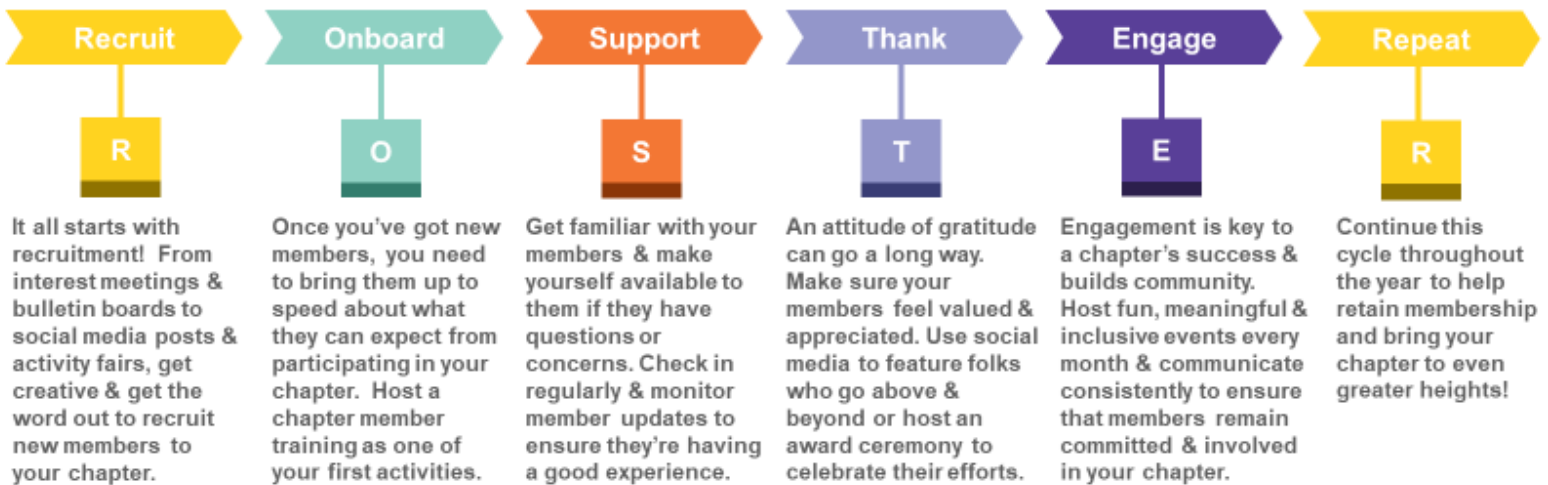 Recruit
R
It all starts with
recruitment! From
interest meetings &
bulletin boards to
social media posts &
activity fairs, get
creative & get the
word out to recruit
new members to
your chapter.
Onboard
O
Once you've got new
members, you need
to bring them up to
speed about what
they can expect from
participating in your
chapter. Host a
chapter member
training as one of
your first activities.
Support
S
Get familiar with your
members & make
yourself available to
them if they have
questions or
concerns. Check in
regularly & monitor
member updates to
ensure they're having
a good experience.
Thank
T
An attitude of gratitude
can go a long way.
Make sure your
members feel valued &
appreciated. Use social
media to feature folks
who go above &
beyond or host an
award ceremony to
celebrate their efforts.
Engage
E
Engagement is key to
a chapter's success &
builds community.
Host fun, meaningful &
inclusive events every
month & communicate
consistently to ensure
that members remain
committed & involved
in your chapter.
Repeat
R
Continue this
cycle throughout
the year to help
retain membership
and bring your
chapter to even
greater heights!